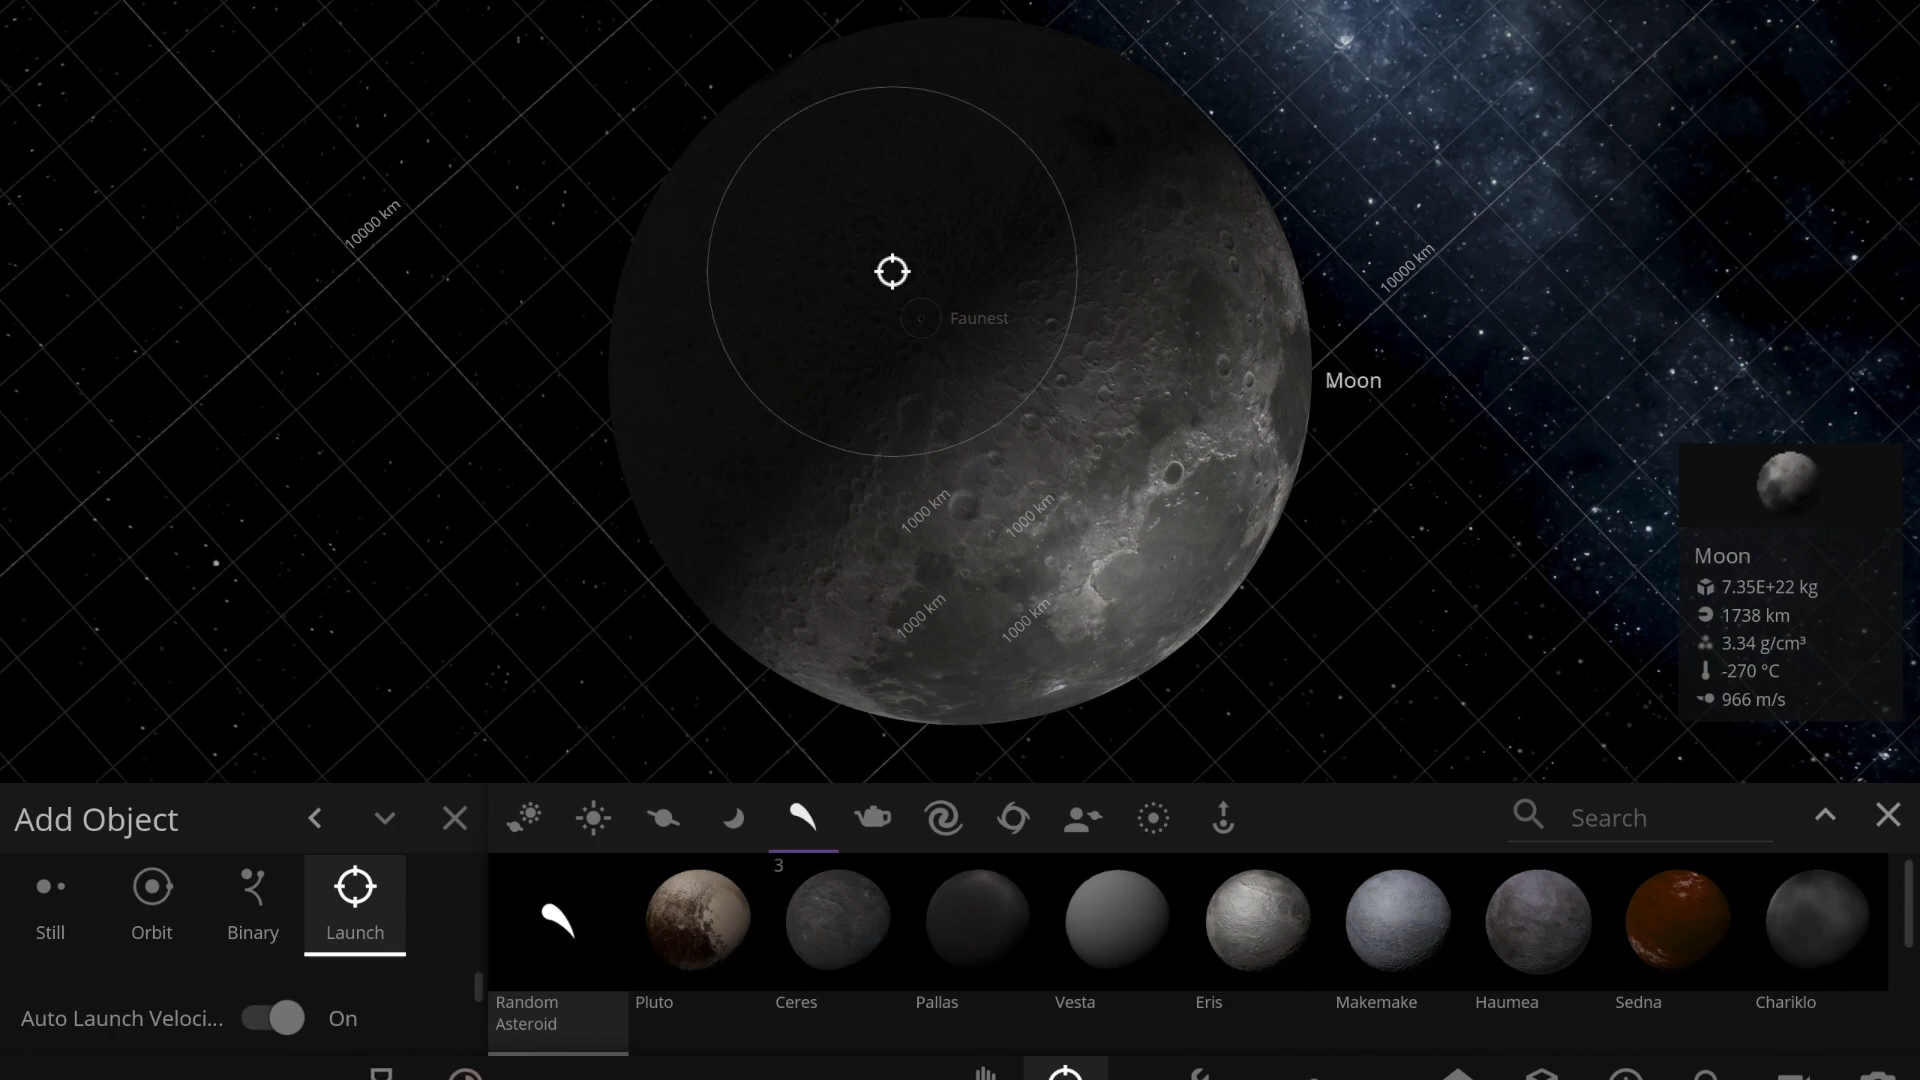 10000 km
10000 km
Faunest
Moon
1000 km
1000 km
1000 km
1000 km
Moon
7.35E+22 kg
1738 km
3.34 g/cm³
-270 °C
966 m/s
Add Object
Search
Still
Orbit
Binary
Launch
Auto Launch Veloci...
On
3
Random
Asteroid
Pluto
Ceres
Pallas
Vesta
Eris
Makemake
Haumea
Sedna
Chariklo